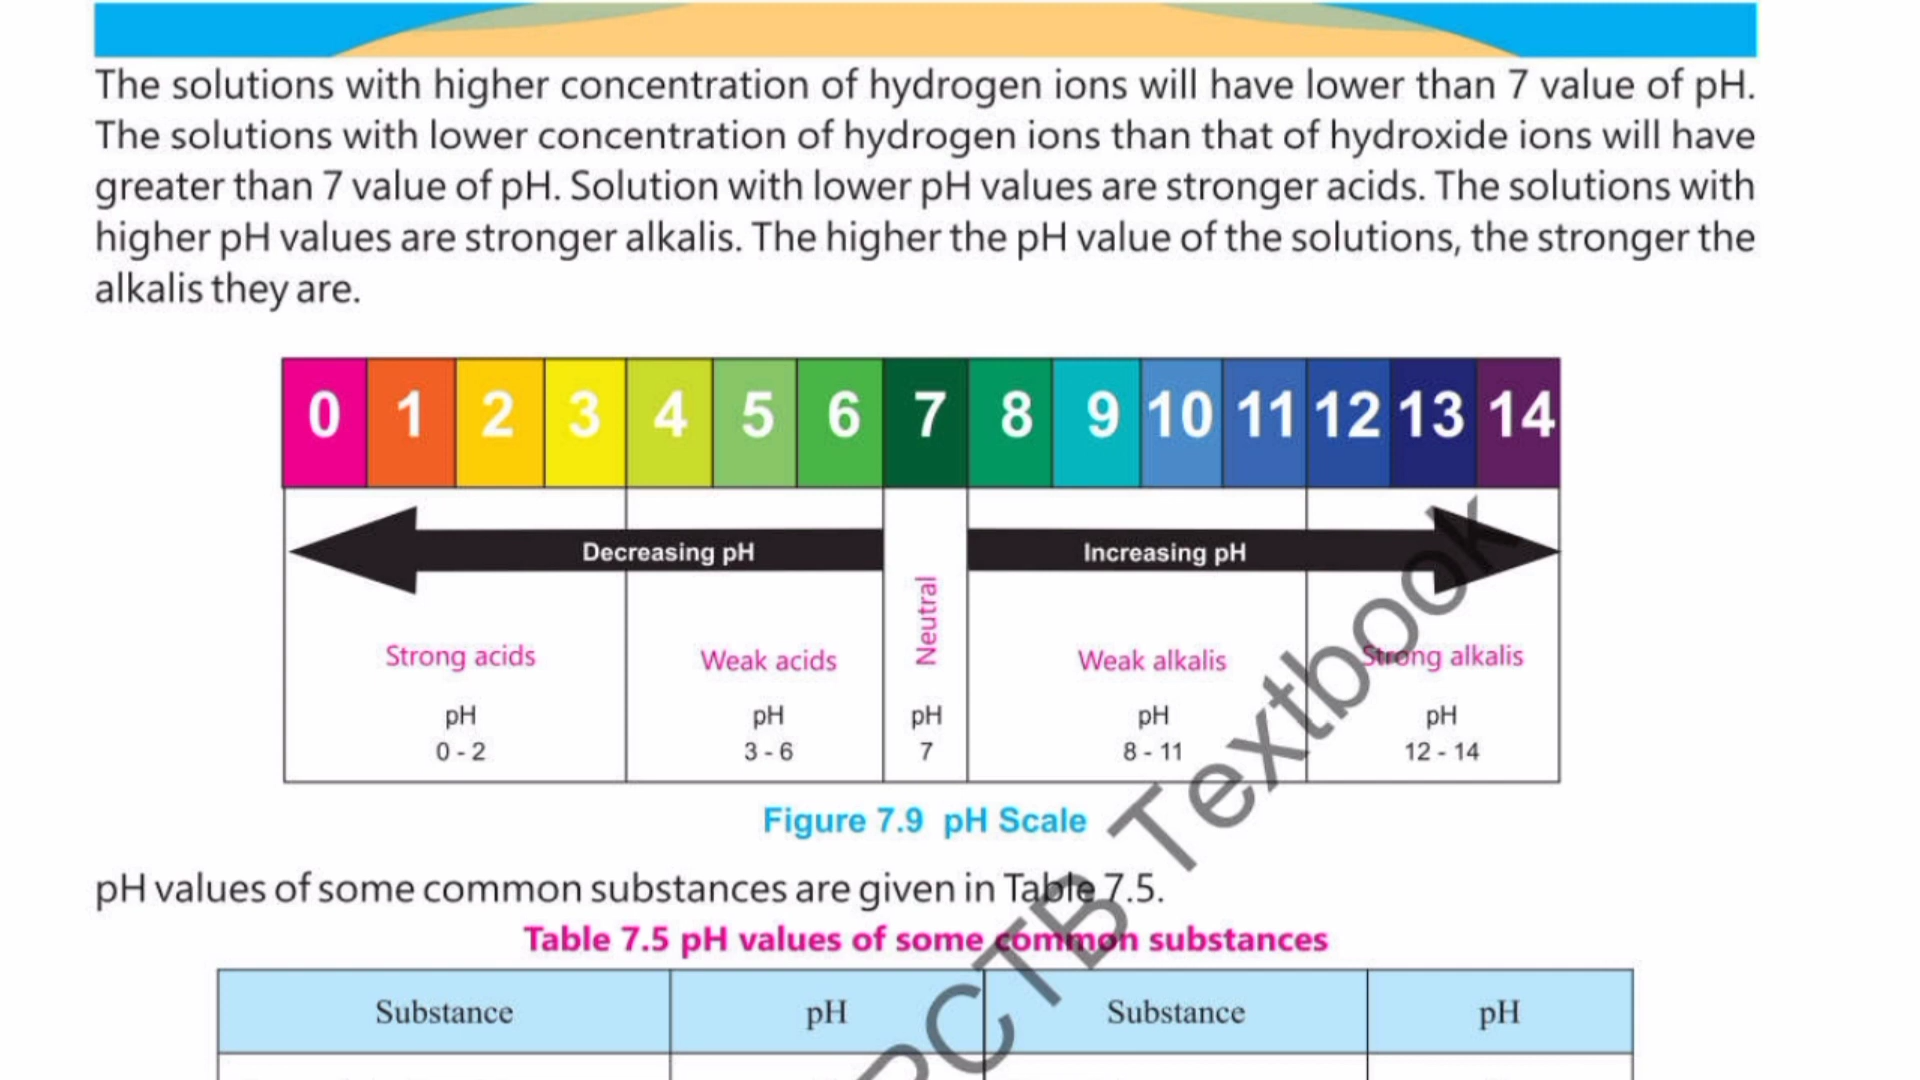 The solutions with higher concentration of hydrogen ions will have lower than 7 value of pH.
The solutions with lower concentration of hydrogen ions than that of hydroxide ions will have
greater than 7 value of pH. Solution with lower pH values are stronger acids. The solutions with
higher pH values are stronger alkalis. The higher the pH value of the solutions, the stronger the
alkalis they are.
0 1 2 3 4 5 6 7 8 9 10 11 12 13 14
Decreasing pH
Increasing pH
Strong acids
pH
0 - 2
Weak acids
pH
3 - 6
Neutral
pH
7
Weak alkalis
pH
8 - 11
Strong alkalis
pH
12 - 14
Figure 7.9 pH Scale
pH values of some common substances are given in Table 7.5.
Table 7.5 pH values of some common substances
Substance pH Substance pH
PCTB Textbook